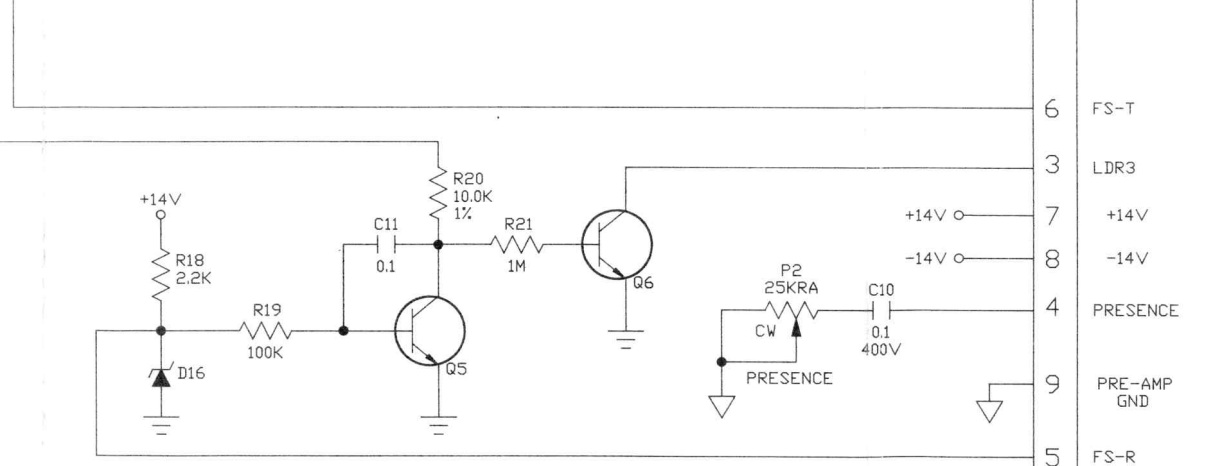 6 FS-T
3 LDR3
R20
10.0K
1%
+14V
C11
0.1
R21
1M
+14V 7 +14V
R18
2.2K
-14V 8 -14V
Q6
P2
25KRA
C10
0.1
400V
4 PRESENCE
R19
100K
CW
PRESENCE
D16
Q5
9 PRE-AMP
GND
5 FS-R